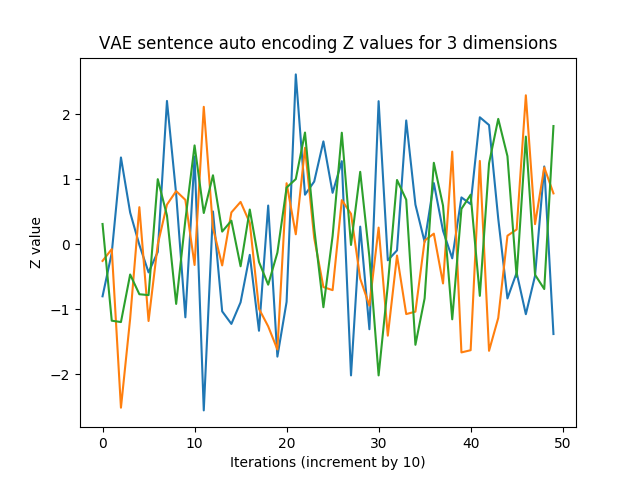 VAE sentence auto encoding Z values for 3 dimensions
2
1
0
−1
−2
Z value
0 10 20 30 40 50
Iterations (increment by 10)